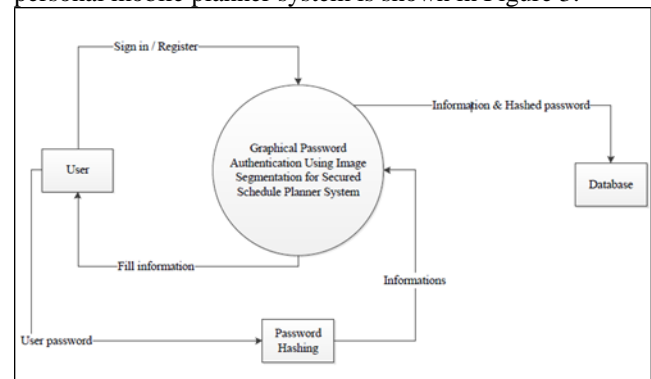 personal mobile planner system is shown in Figure 3.
Sign in / Register
Information & Hashed password
Graphical Password
Authentication Using Image
Segmentation for Secured
Schedule Planner System
User
Database
Fill information
Informations
User password
Password
Hashing